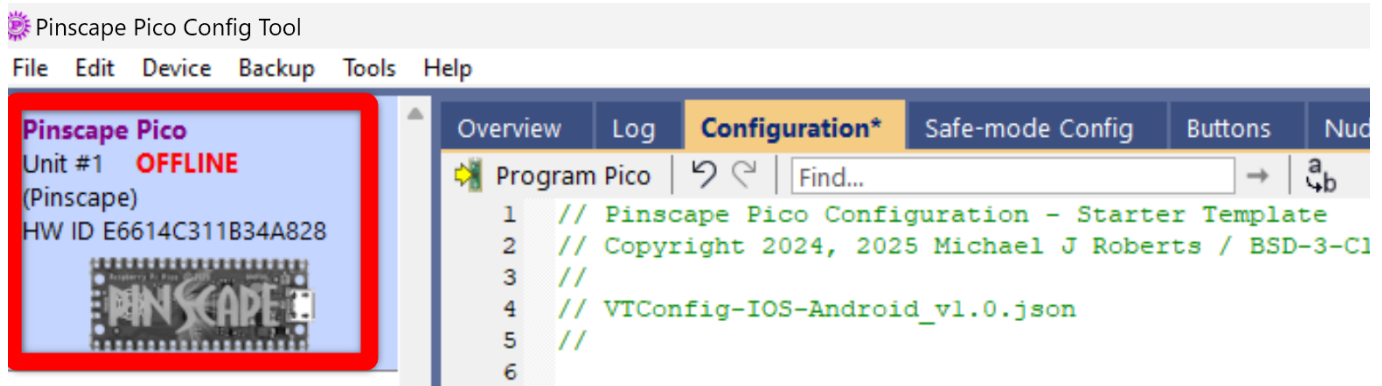 Pinscape Pico Config Tool
File Edit Device Backup Tools Help
Pinscape Pico
Unit #1 OFFLINE
(Pinscape)
HW ID E6614C311B34A828
PINSCAPE
Overview Log Configuration* Safe-mode Config Buttons Nud
Program Pico Find... → a b
1 // Pinscape Pico Configuration - Starter Template
2 // Copyright 2024, 2025 Michael J Roberts / BSD-3-Cl
3 //
4 // VTConfig-IOS-Android_v1.0.json
5 //
6